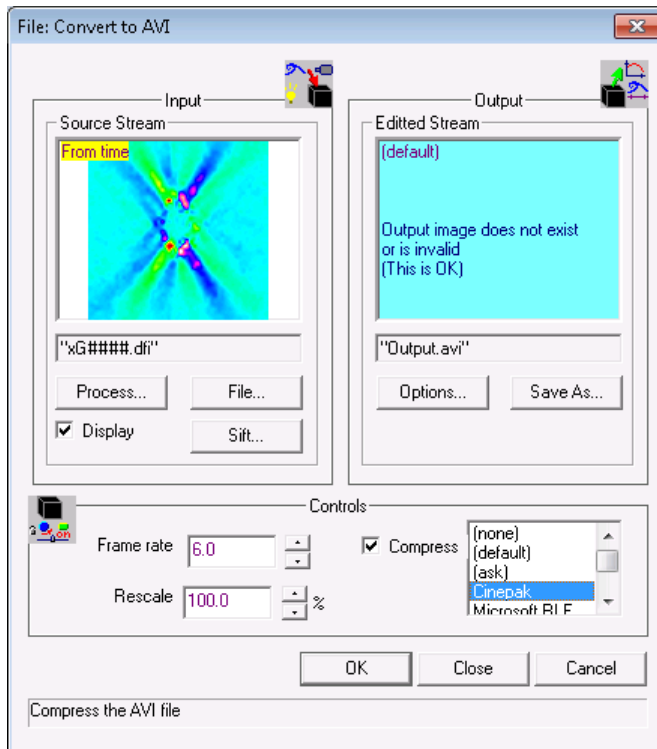 File: Convert to AVI
Input
Source Stream
From time
"xG####.dfi"
Process...
File...
Display
Sift...
Output
Editted Stream
(default)
Output image does not exist
or is invalid
(This is OK)
"Output.avi"
Options...
Save As...
Controls
Frame rate
6.0
Rescale
100.0
%
Compress
(none)
(default)
(ask)
Cinepak
Microsoft RLE
OK
Close
Cancel
Compress the AVI file